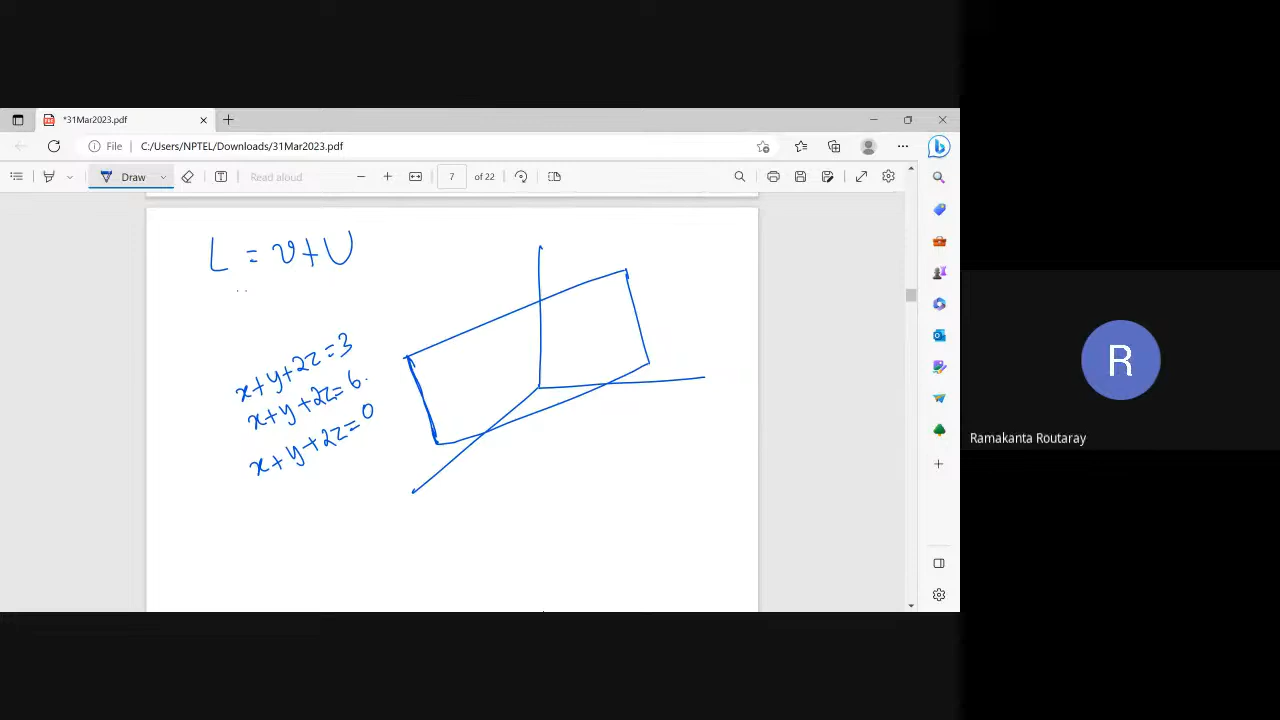 *31Mar2023.pdf
File C:/Users/NPTEL/Downloads/31Mar2023.pdf
Draw Read aloud 7 of 22
L = v+U
x+y+2z=3
x+y+2z=6.
x+y+2z=0
R
Ramakanta Routaray